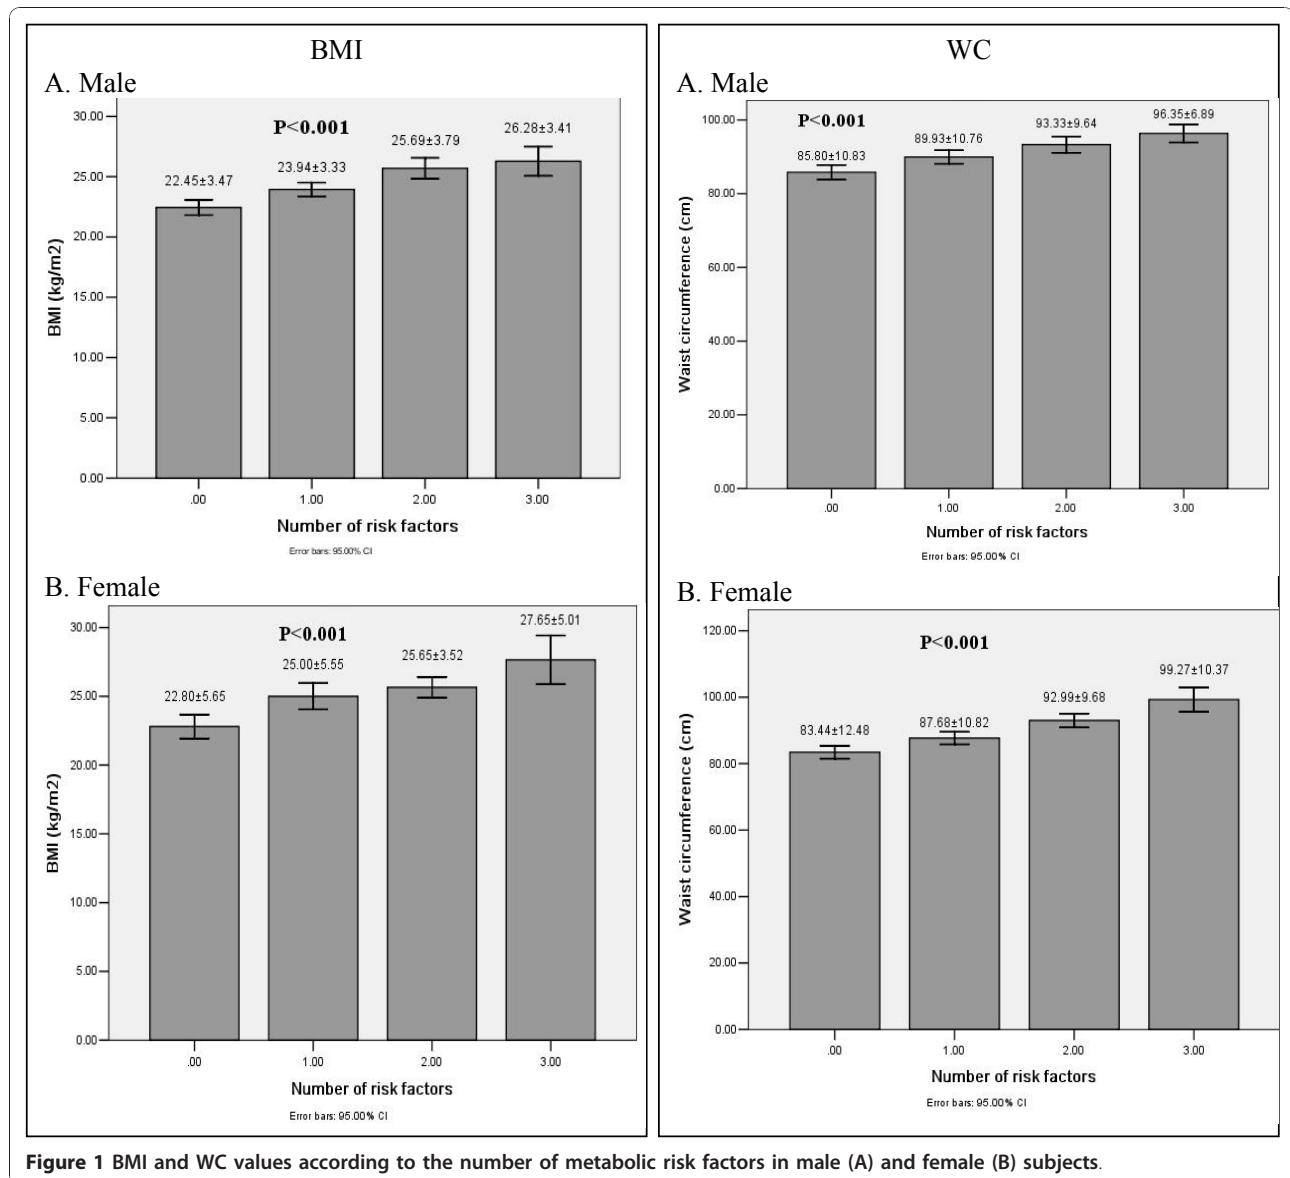 BMI
A. Male
P<0.001
22.45±3.47
23.94±3.33
25.69±3.79
26.28±3.41
30.00
25.00
20.00
15.00
10.00
5.00
0.00
BMI (kg/m2)
.00 1.00 2.00 3.00
Number of risk factors
Error bars: 95.00% CI
B. Female
P<0.001
22.80±5.65
25.00±5.55
25.65±3.52
27.65±5.01
30.00
25.00
20.00
15.00
10.00
5.00
0.00
BMI (kg/m2)
.00 1.00 2.00 3.00
Number of risk factors
Error bars: 95.00% CI
WC
A. Male
P<0.001
85.80±10.83
89.93±10.76
93.33±9.64
96.35±6.89
100.00
80.00
60.00
40.00
20.00
0.00
Waist circumference (cm)
.00 1.00 2.00 3.00
Number of risk factors
Error bars: 95.00% CI
B. Female
P<0.001
83.44±12.48
87.68±10.82
92.99±9.68
99.27±10.37
120.00
100.00
80.00
60.00
40.00
20.00
0.00
Waist circumference (cm)
.00 1.00 2.00 3.00
Number of risk factors
Error bars: 95.00% CI
Figure 1 BMI and WC values according to the number of metabolic risk factors in male (A) and female (B) subjects.